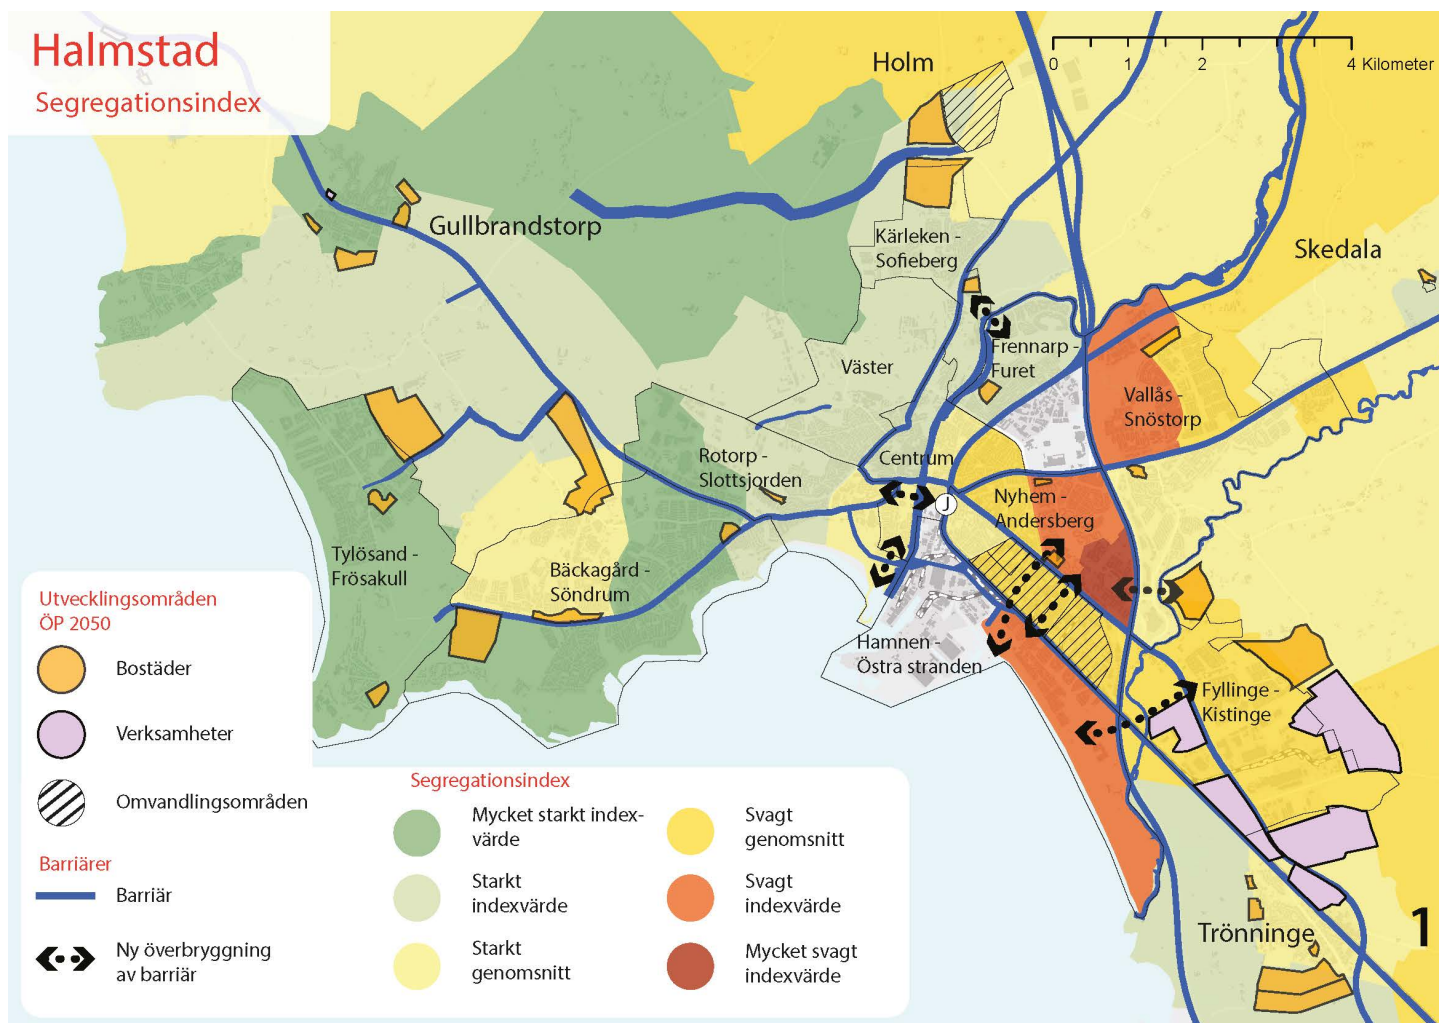 Halmstad
Segregationsindex
Holm
0
1
2
4 Kilometer
Gullbrandstorp
Kärleken -
Sofieberg
Skedala
Frennarp -
Furet
Väster
Vallås -
Snöstorp
Rotorp -
Slottsjorden
Centrum
Nyhem -
Andersberg
J
Tylösand -
Frösakull
Bäckagård -
Söndrum
Hamnen -
Östra stranden
Fyllinge -
Kistinge
Trönninge
1
Utvecklingsområden
ÖP 2050
Bostäder
Verksamheter
Omvandlingsområden
Barriärer
Barriär
Ny överbryggning
av barriär
Segregationsindex
Mycket starkt index-
värde
Starkt
indexvärde
Starkt
genomsnitt
Svagt
genomsnitt
Svagt
indexvärde
Mycket svagt
indexvärde